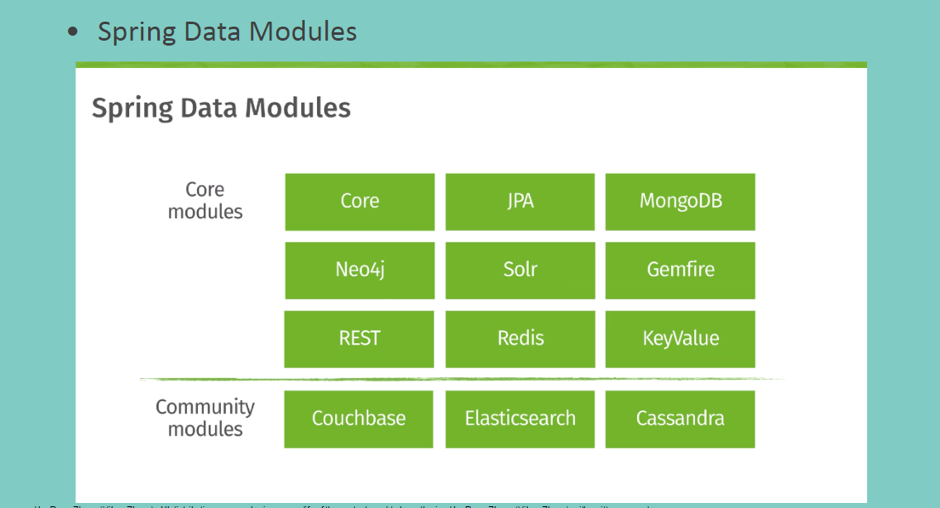 • Spring Data Modules
Spring Data Modules
Core
modules
Core JPA MongoDB
Neo4j Solr Gemfire
REST Redis KeyValue
Community
modules
Couchbase Elasticsearch Cassandra